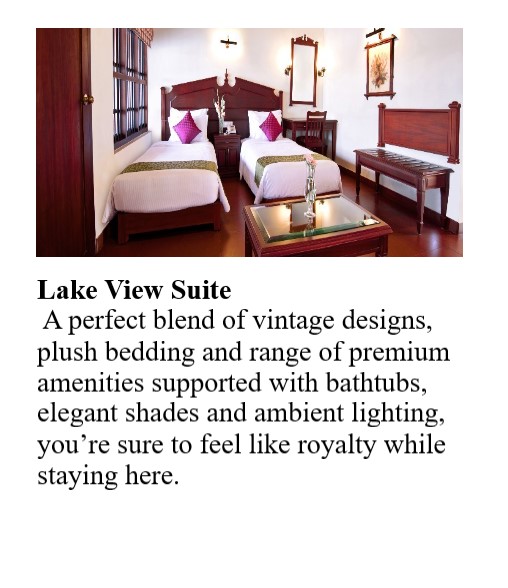 Lake View Suite
A perfect blend of vintage designs,
plush bedding and range of premium
amenities supported with bathtubs,
elegant shades and ambient lighting,
you’re sure to feel like royalty while
staying here.